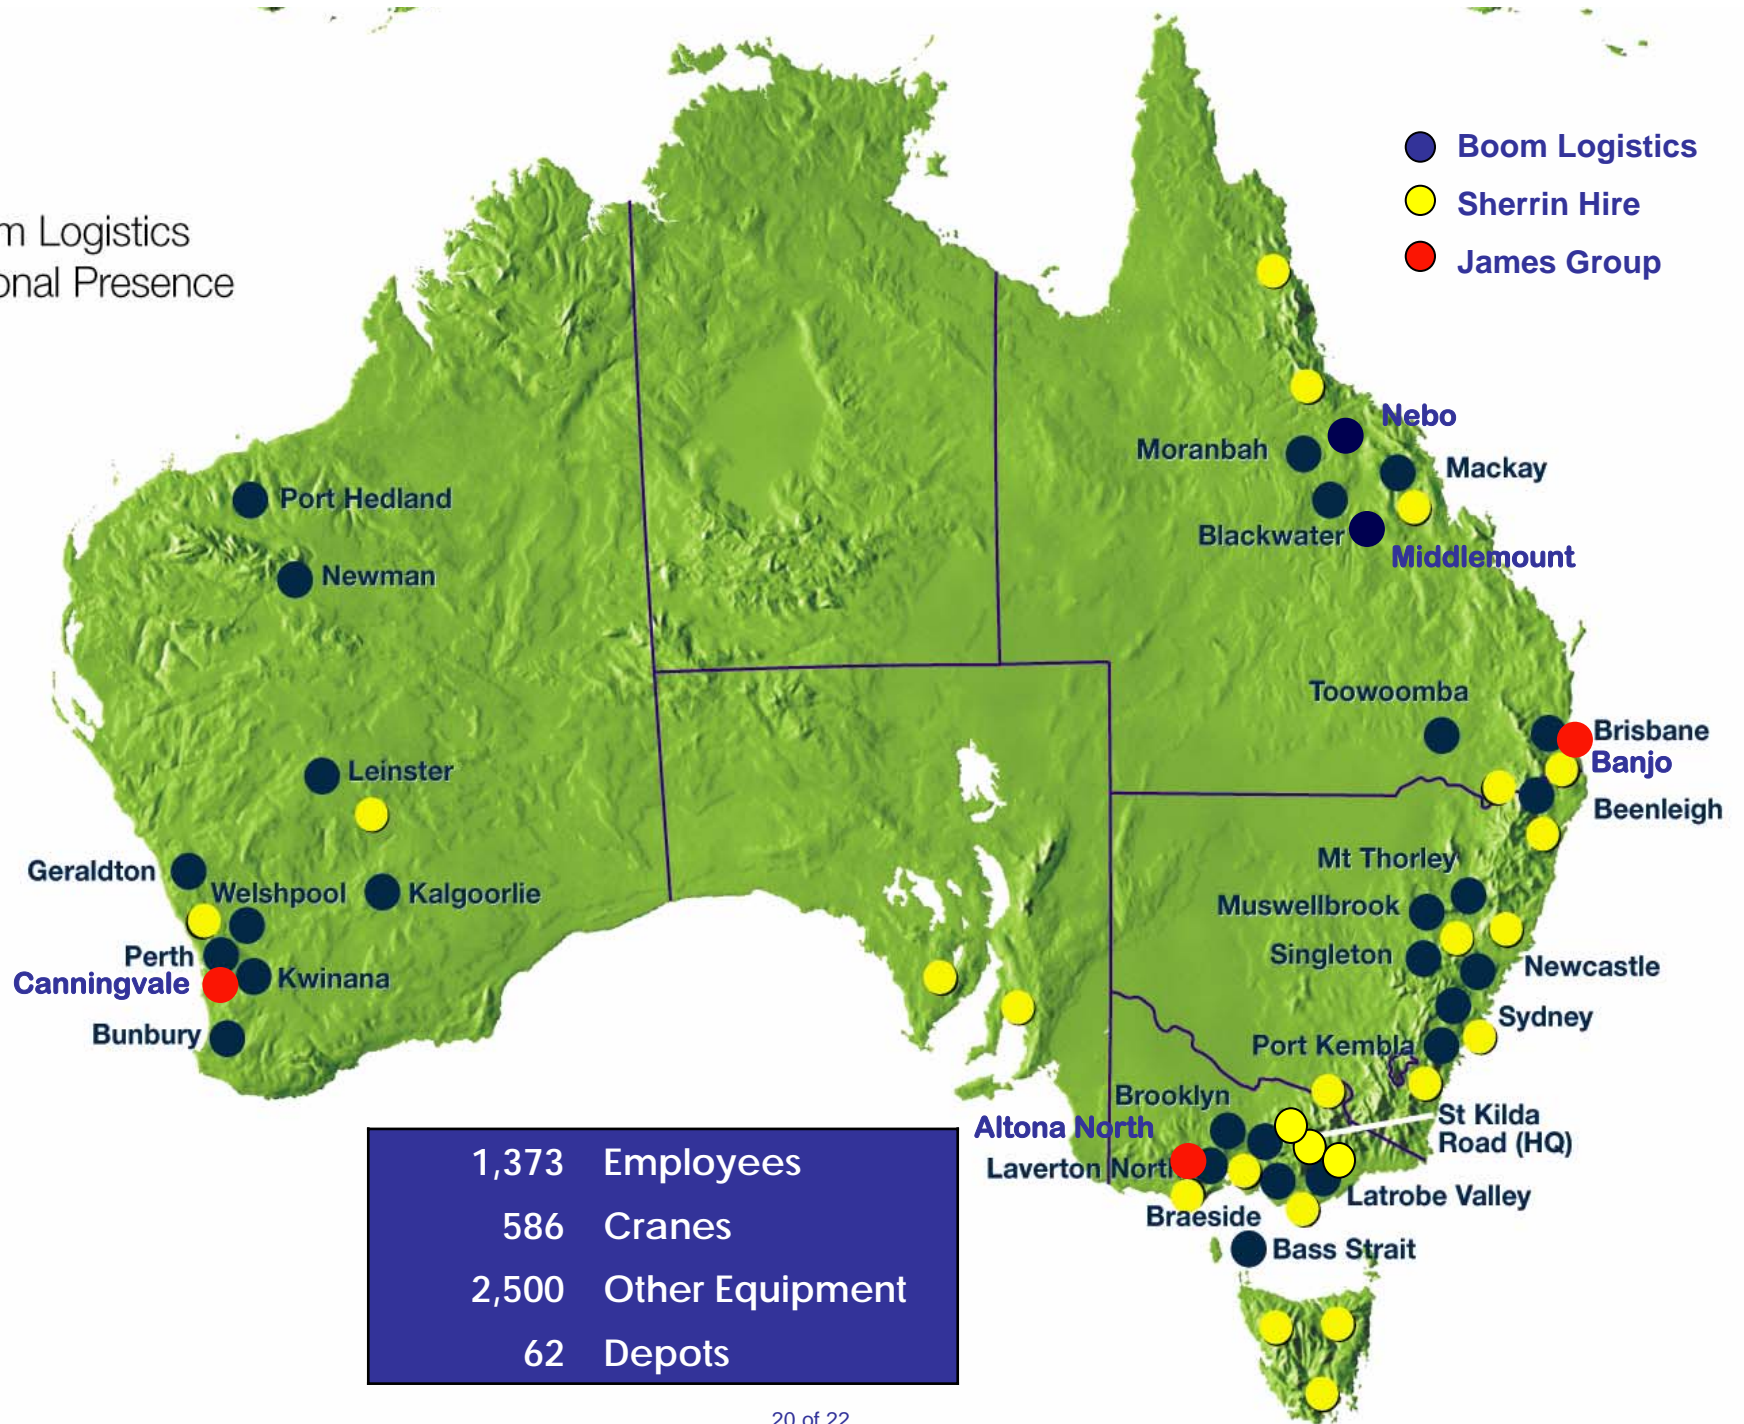 m Logistics
onal Presence
Boom Logistics
Sherrin Hire
James Group
Nebo
Moranbah
Mackay
Blackwater
Middlemount
Port Hedland
Newman
Toowoomba
Brisbane
Banjo
Beenleigh
Leinster
Geraldton
Welshpool
Kalgoorlie
Perth
Canningvale
Kwinana
Bunbury
Mt Thorley
Muswellbrook
Singleton
Newcastle
Sydney
Port Kembla
Brooklyn
Altona North
Laverton North
St Kilda
Road (HQ)
Latrobe Valley
Braeside
Bass Strait
1,373 Employees
586 Cranes
2,500 Other Equipment
62 Depots
20 of 22